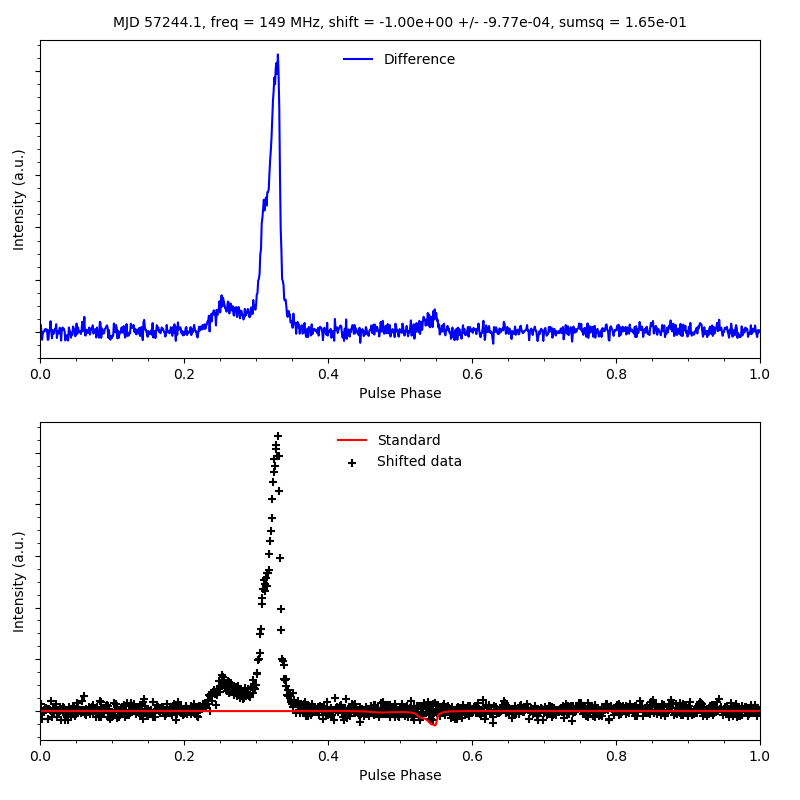 MJD 57244.1, freq = 149 MHz, shift = -1.00e+00 +/- -9.77e-04, sumsq = 1.65e-01
Difference
Intensity (a.u.)
0.0 0.2 0.4 0.6 0.8 1.0
Pulse Phase
Standard
Shifted data
Intensity (a.u.)
0.0 0.2 0.4 0.6 0.8 1.0
Pulse Phase